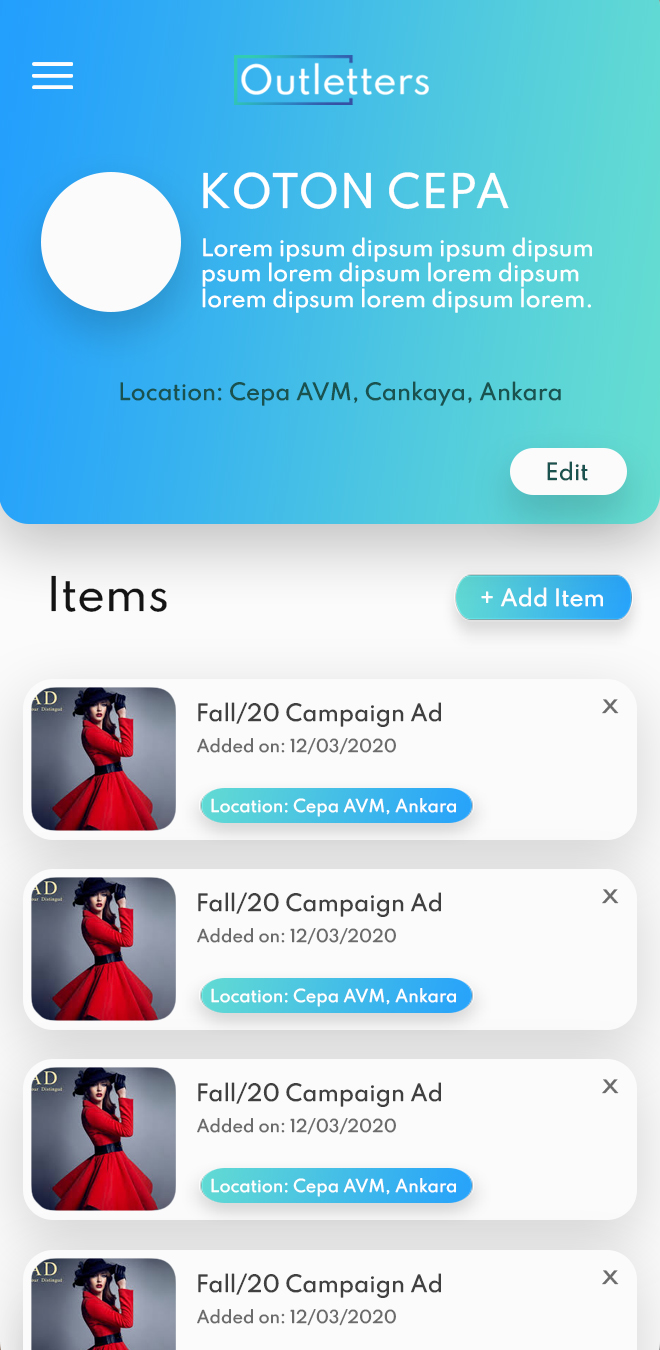 Outletters
KOTON CEPA
Lorem ipsum dipsum ipsum dipsum
psum lorem dipsum lorem dipsum
lorem dipsum lorem dipsum lorem.
Location: Cepa AVM, Cankaya, Ankara
Edit
Items
+ Add Item
AD
Fall/20 Campaign Ad
X
Added on: 12/03/2020
Location: Cepa AVM, Ankara
AD
Fall/20 Campaign Ad
X
Added on: 12/03/2020
Location: Cepa AVM, Ankara
AD
Fall/20 Campaign Ad
X
Added on: 12/03/2020
Location: Cepa AVM, Ankara
AD
Fall/20 Campaign Ad
X
Added on: 12/03/2020